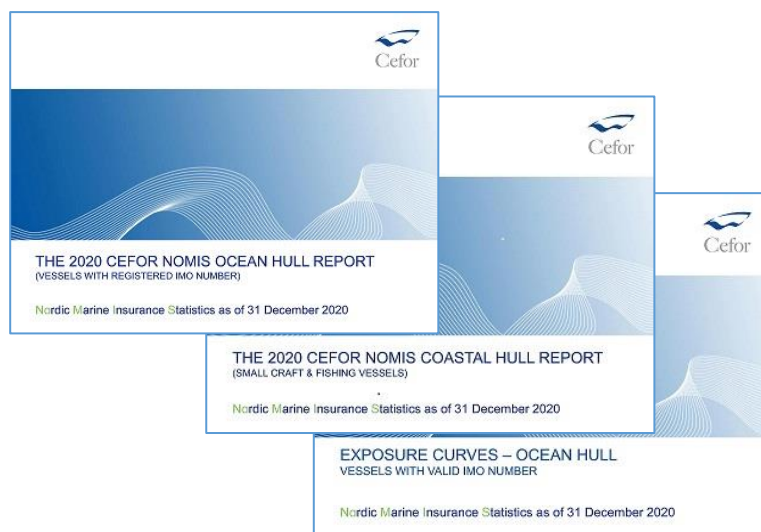 Cefor
THE 2020 CEFOR NOMIS OCEAN HULL REPORT
(VESSELS WITH REGISTERED IMO NUMBER)
Nordic Marine Insurance Statistics as of 31 December 2020
Cefor
THE 2020 CEFOR NOMIS COASTAL HULL REPORT
(SMALL CRAFT & FISHING VESSELS)
Nordic Marine Insurance Statistics as of 31 December 2020
Cefor
EXPOSURE CURVES – OCEAN HULL
VESSELS WITH VALID IMO NUMBER
Nordic Marine Insurance Statistics as of 31 December 2020